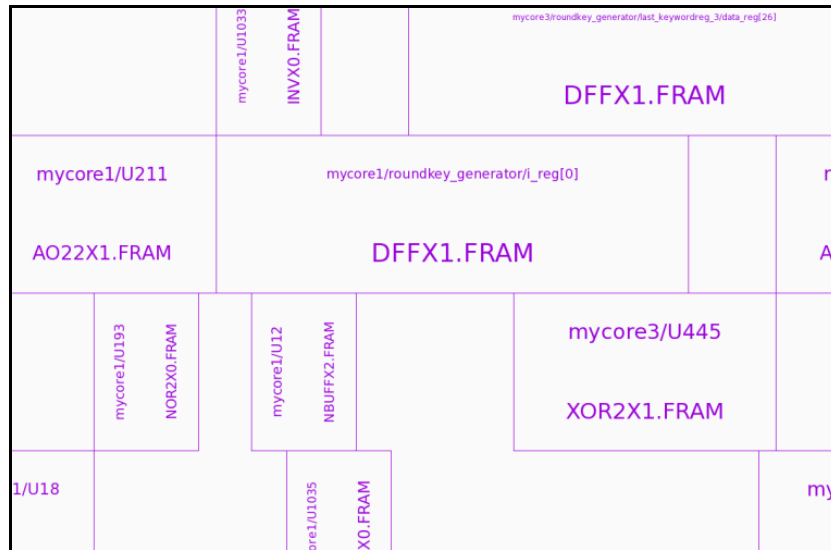 mycore3/roundkey_generator/last_keywordreg_3/data_reg[26]
mycore1/U1033
INVX0.FRAM
DFFX1.FRAM
mycore1/U211
mycore1/roundkey_generator/i_reg[0]
AO22X1.FRAM
DFFX1.FRAM
mycore1/U193
NOR2X0.FRAM
mycore1/U12
NBUFFX2.FRAM
mycore3/U445
XOR2X1.FRAM
1/U18
ore1/U1035
X0.FRAM
my